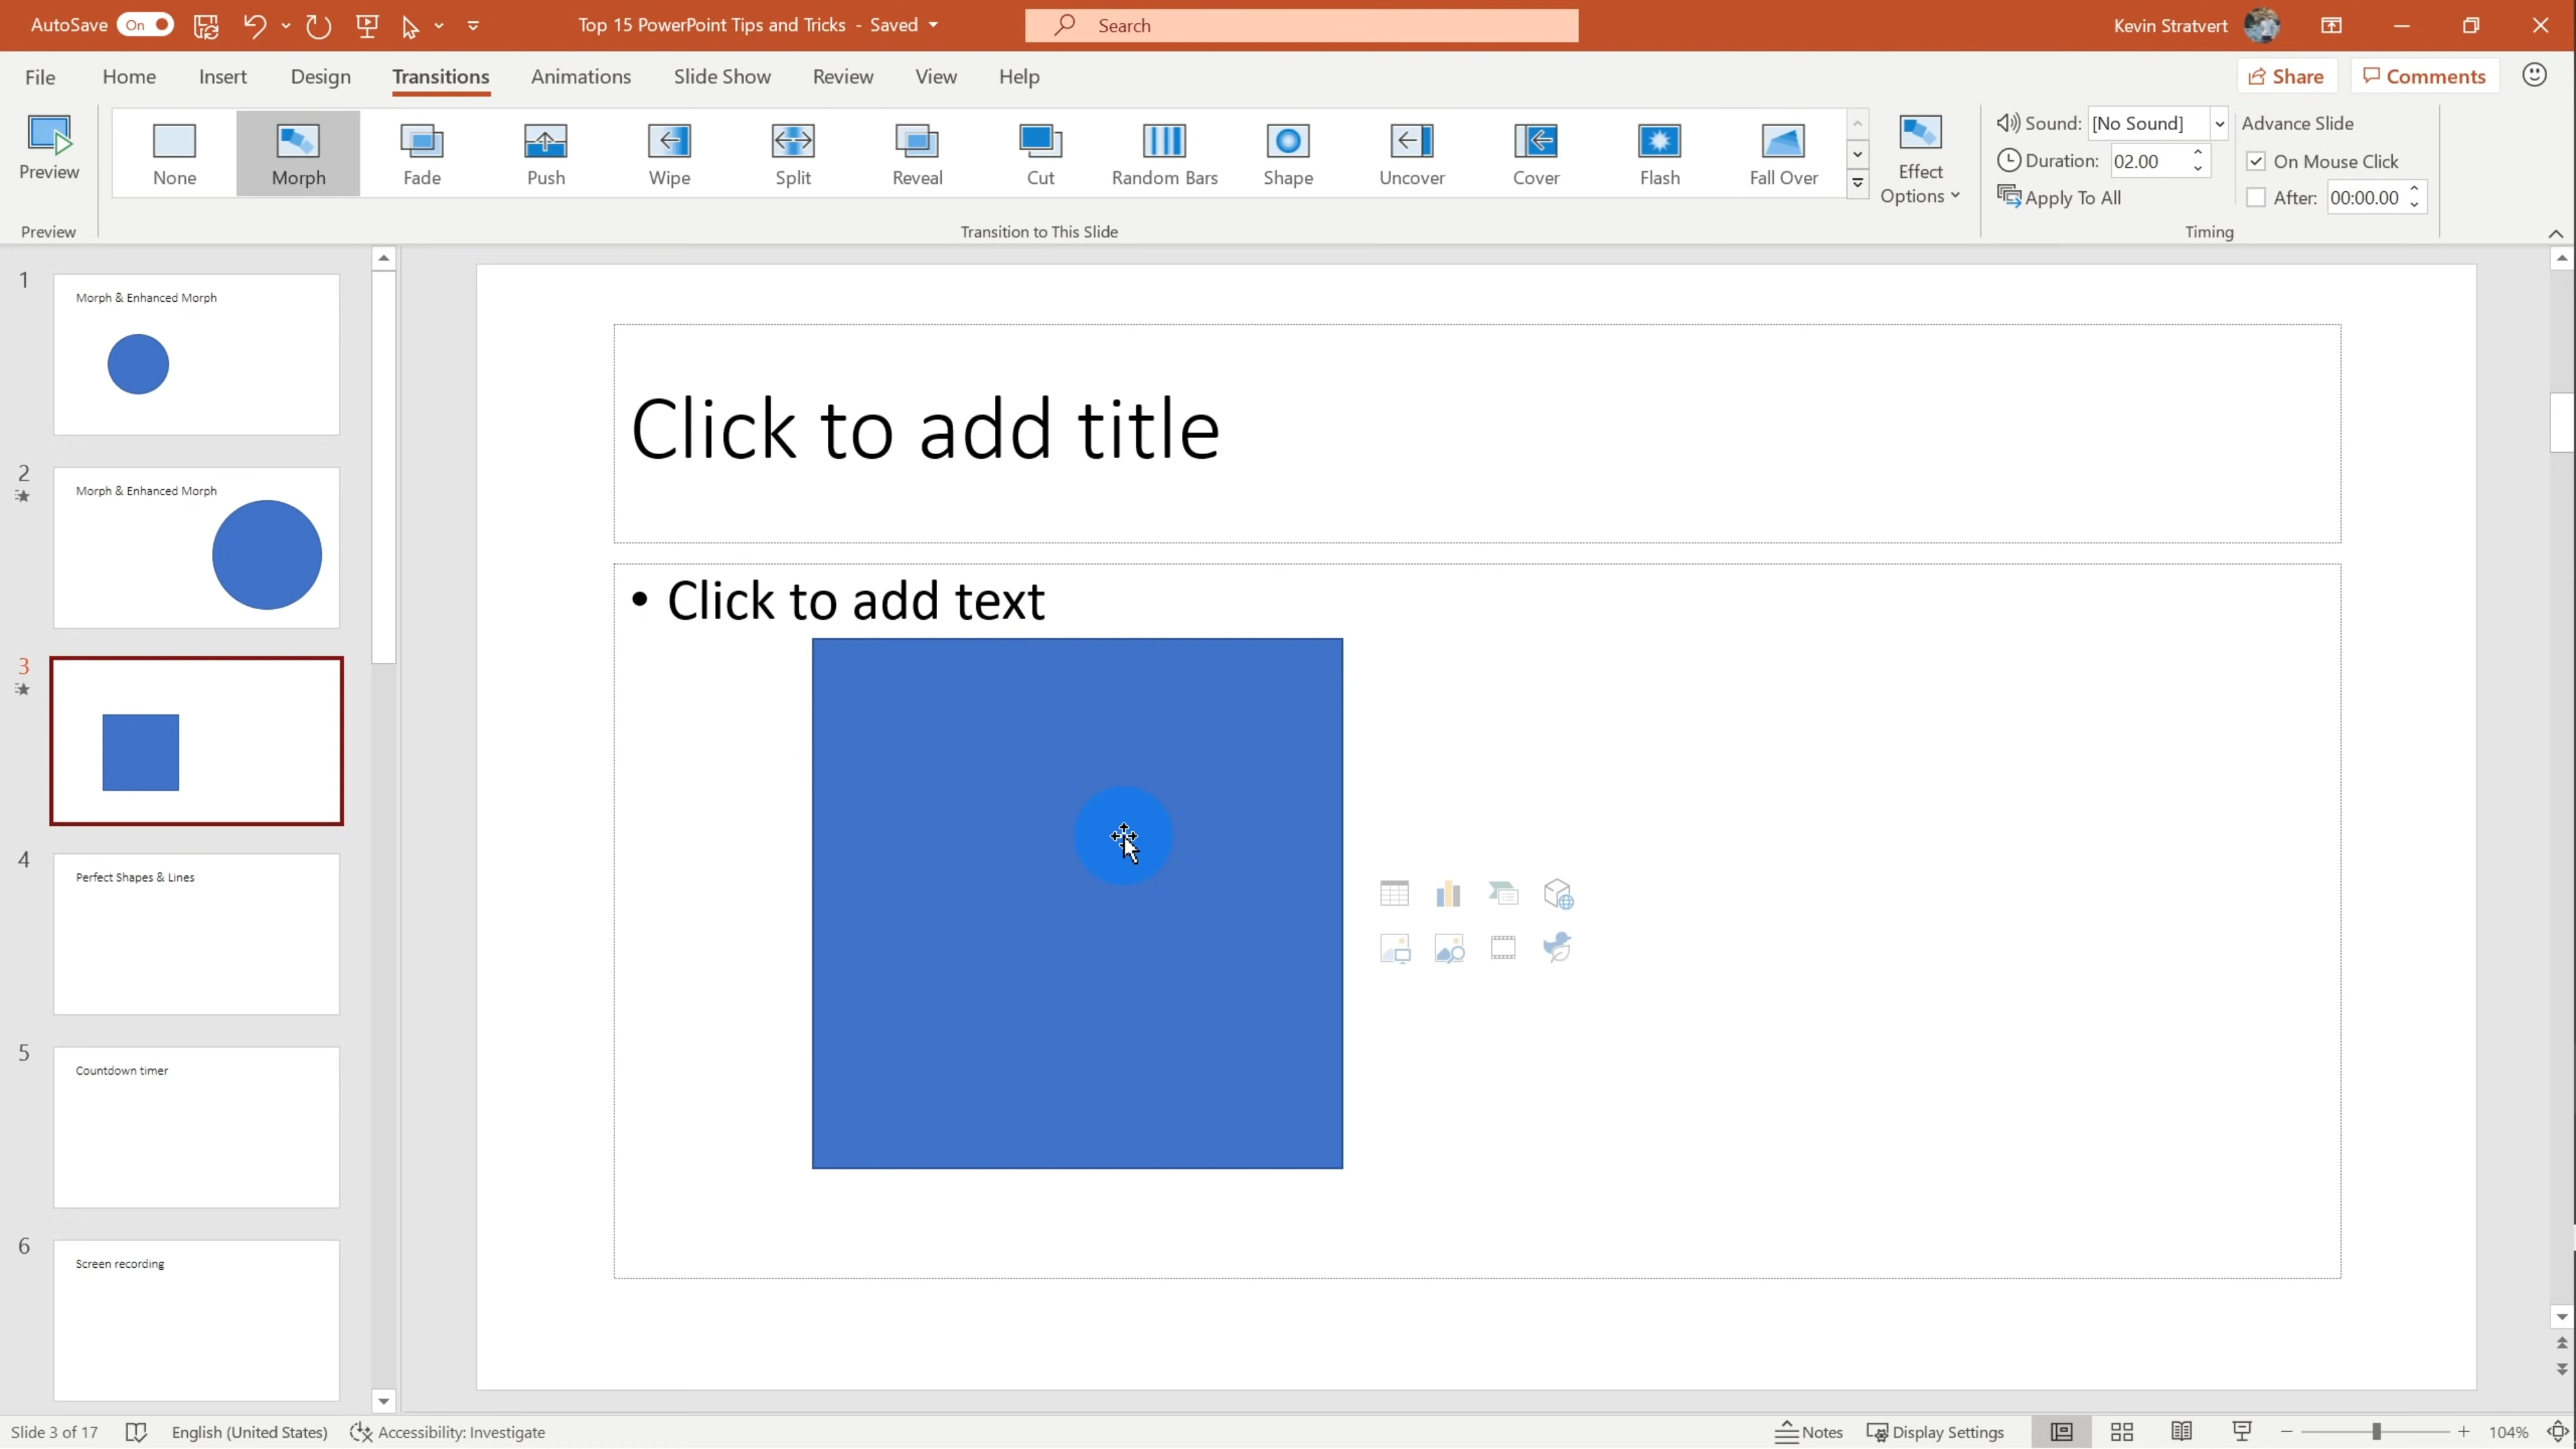 AutoSave On
Top 15 PowerPoint Tips and Tricks - Saved
Search
Kevin Stratvert
File Home Insert Design Transitions Animations Slide Show Review View Help
Share Comments
Preview
None Morph Fade Push Wipe Split Reveal Cut Random Bars Shape Uncover Cover Flash Fall Over
Effect Options
Sound: [No Sound]
Duration: 02.00
Apply To All
Advance Slide
On Mouse Click
After: 00:00.00
Preview
Transition to This Slide
Timing
1
Morph & Enhanced Morph
2
Morph & Enhanced Morph
3
4
Perfect Shapes & Lines
5
Countdown timer
6
Screen recording
Click to add title
• Click to add text
Slide 3 of 17 English (United States) Accessibility: Investigate Notes Display Settings 104%